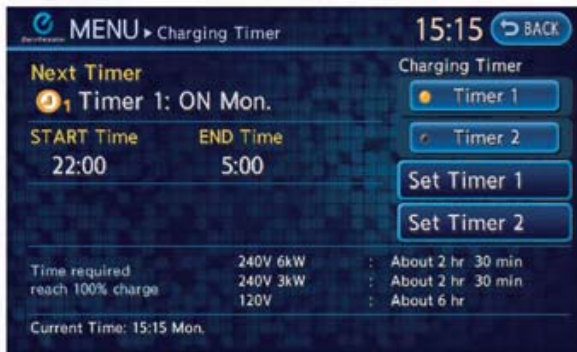 MENU ▸ Charging Timer 15:15 BACK
Next Timer
1 Timer 1: ON Mon.
START Time END Time
22:00 5:00
Charging Timer
Timer 1
Timer 2
Set Timer 1
Set Timer 2
Time required
reach 100% charge
240V 6kW : About 2 hr 30 min
240V 3kW : About 2 hr 30 min
120V : About 6 hr
Current Time: 15:15 Mon.